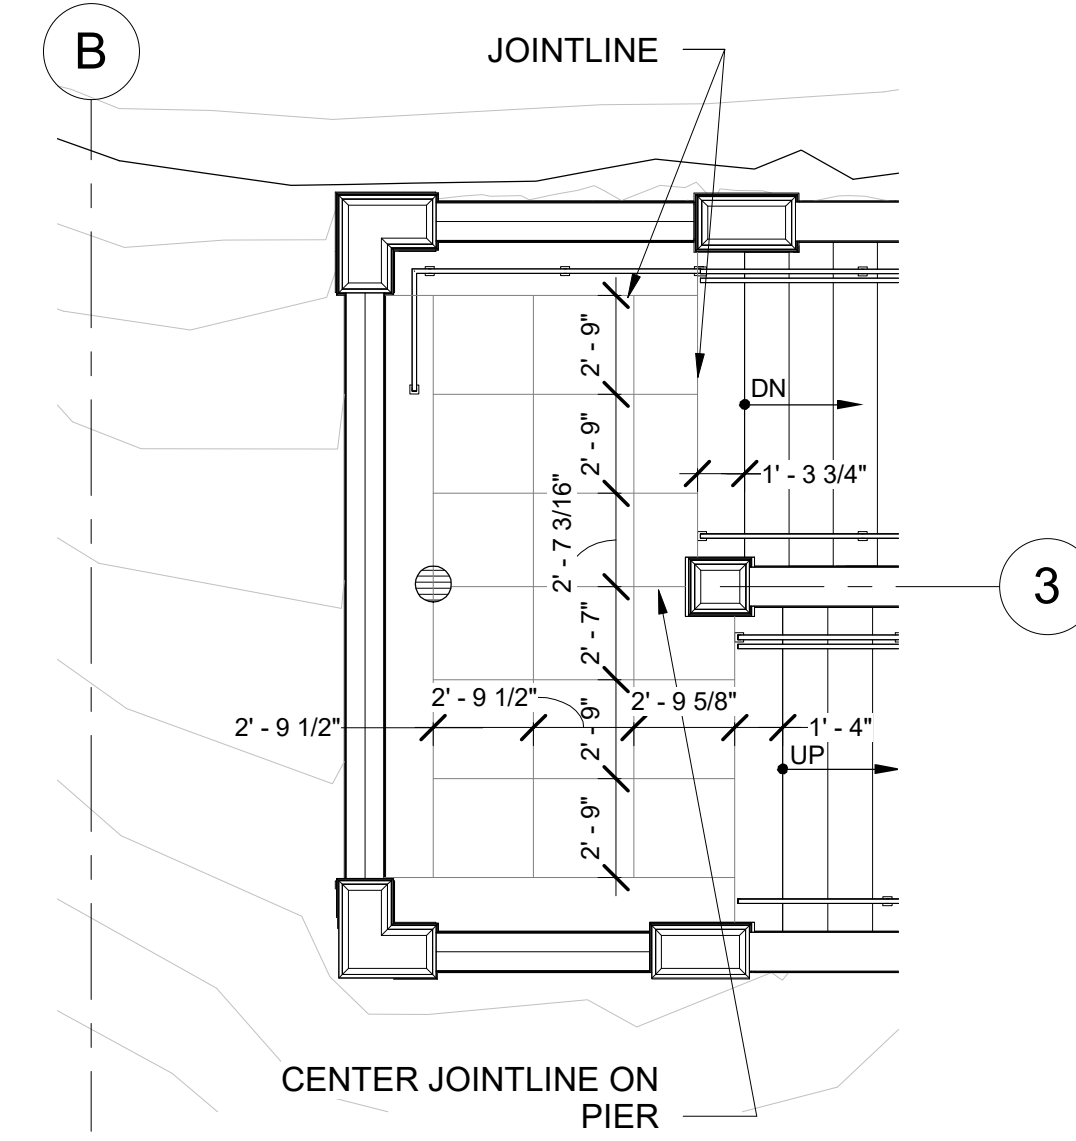 B
JOINTLINE
2' - 9"
DN
2' - 9"
1' - 3 3/4"
2' - 7 3/16"
3
2' - 7"
2' - 9 1/2"
2' - 9 5/8"
2' - 9 1/2"
2' - 9"
1' - 4"
UP
2' - 9"
CENTER JOINTLINE ON
PIER